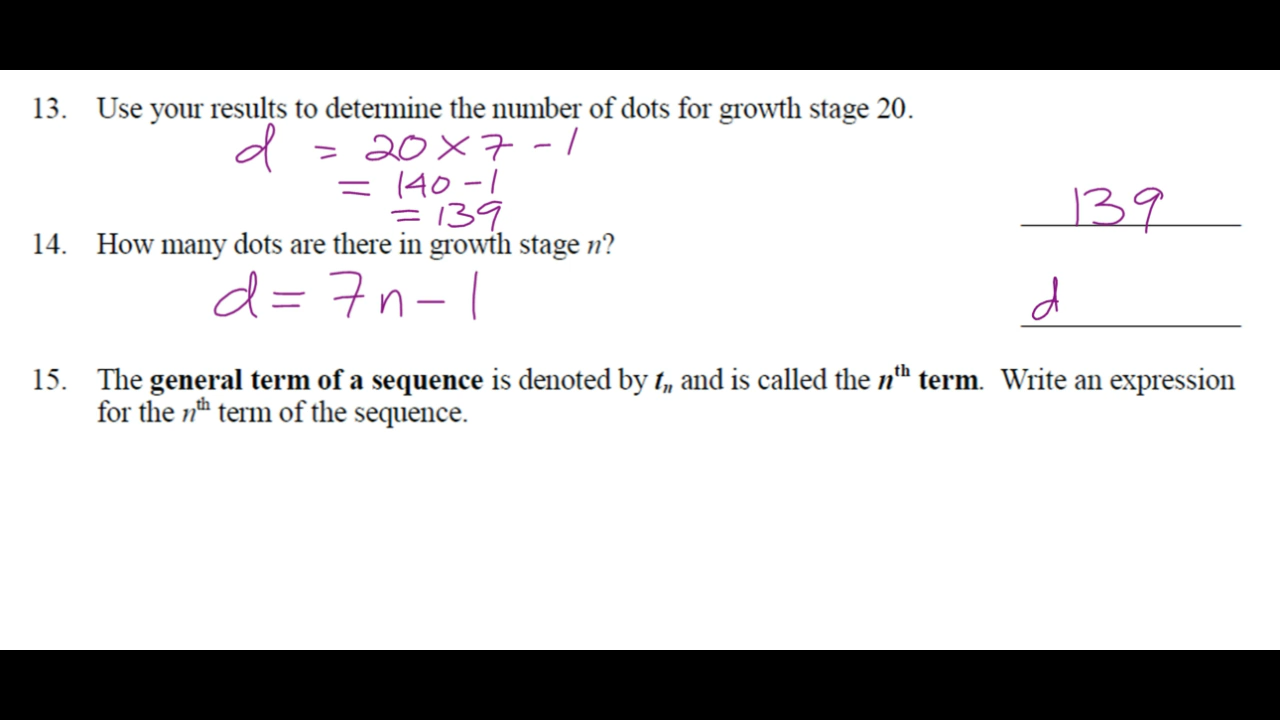 13. Use your results to determine the number of dots for growth stage 20.
d = 20 × 7 - 1
= 140 - 1
= 139
139
14. How many dots are there in growth stage n?
d = 7n - 1
d
15. The general term of a sequence is denoted by tₙ and is called the nᵗʰ term. Write an expression
for the nᵗʰ term of the sequence.